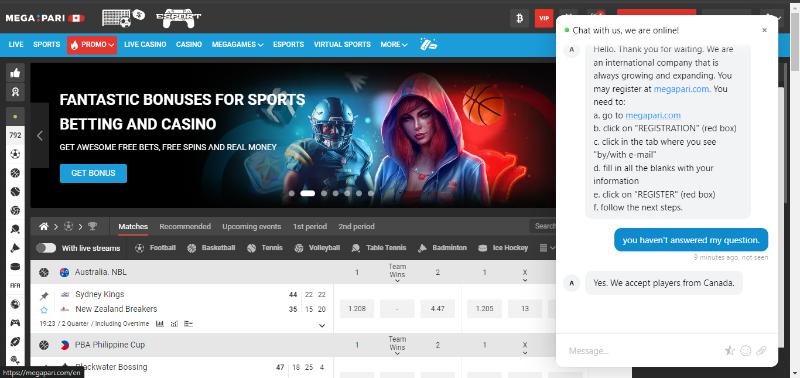 MEGA PARI
ESPORT
VIP
LIVE SPORTS PROMO LIVE CASINO CASINO MEGAGAMES ESPORTS VIRTUAL SPORTS MORE
792
FANTASTIC BONUSES FOR SPORTS
BETTING AND CASINO
GET AWESOME FREE BETS, FREE SPINS AND REAL MONEY
GET BONUS
Matches Recommended Upcoming events 1st period 2nd period Search
With live streams Football Basketball Tennis Volleyball Table Tennis Badminton Ice Hockey
Australia. NBL 1 Team Wins 2 1 X
Sydney Kings 44 22 22
New Zealand Breakers 35 15 20
1.208 - 4.47 1.205 13
19:23 / 2 Quarter / Including Overtime
PBA Philippine Cup 1 Team Wins 2 1 X
Blackwater Bossing 47 18 25 4
https://megapari.com/en
Chat with us, we are online!
A
Hello. Thank you for waiting. We are
an international company that is
always growing and expanding. You
may register at megapari.com. You
need to:
a. go to megapari.com
b. click on "REGISTRATION" (red box)
c. click in the tab where you see
"by/with e-mail"
d. fill in all the blanks with your
information
e. click on "REGISTER" (red box)
f. follow the next steps.
you haven't answered my question.
9 minutes ago, not seen
A
Yes. We accept players from Canada.
Message...